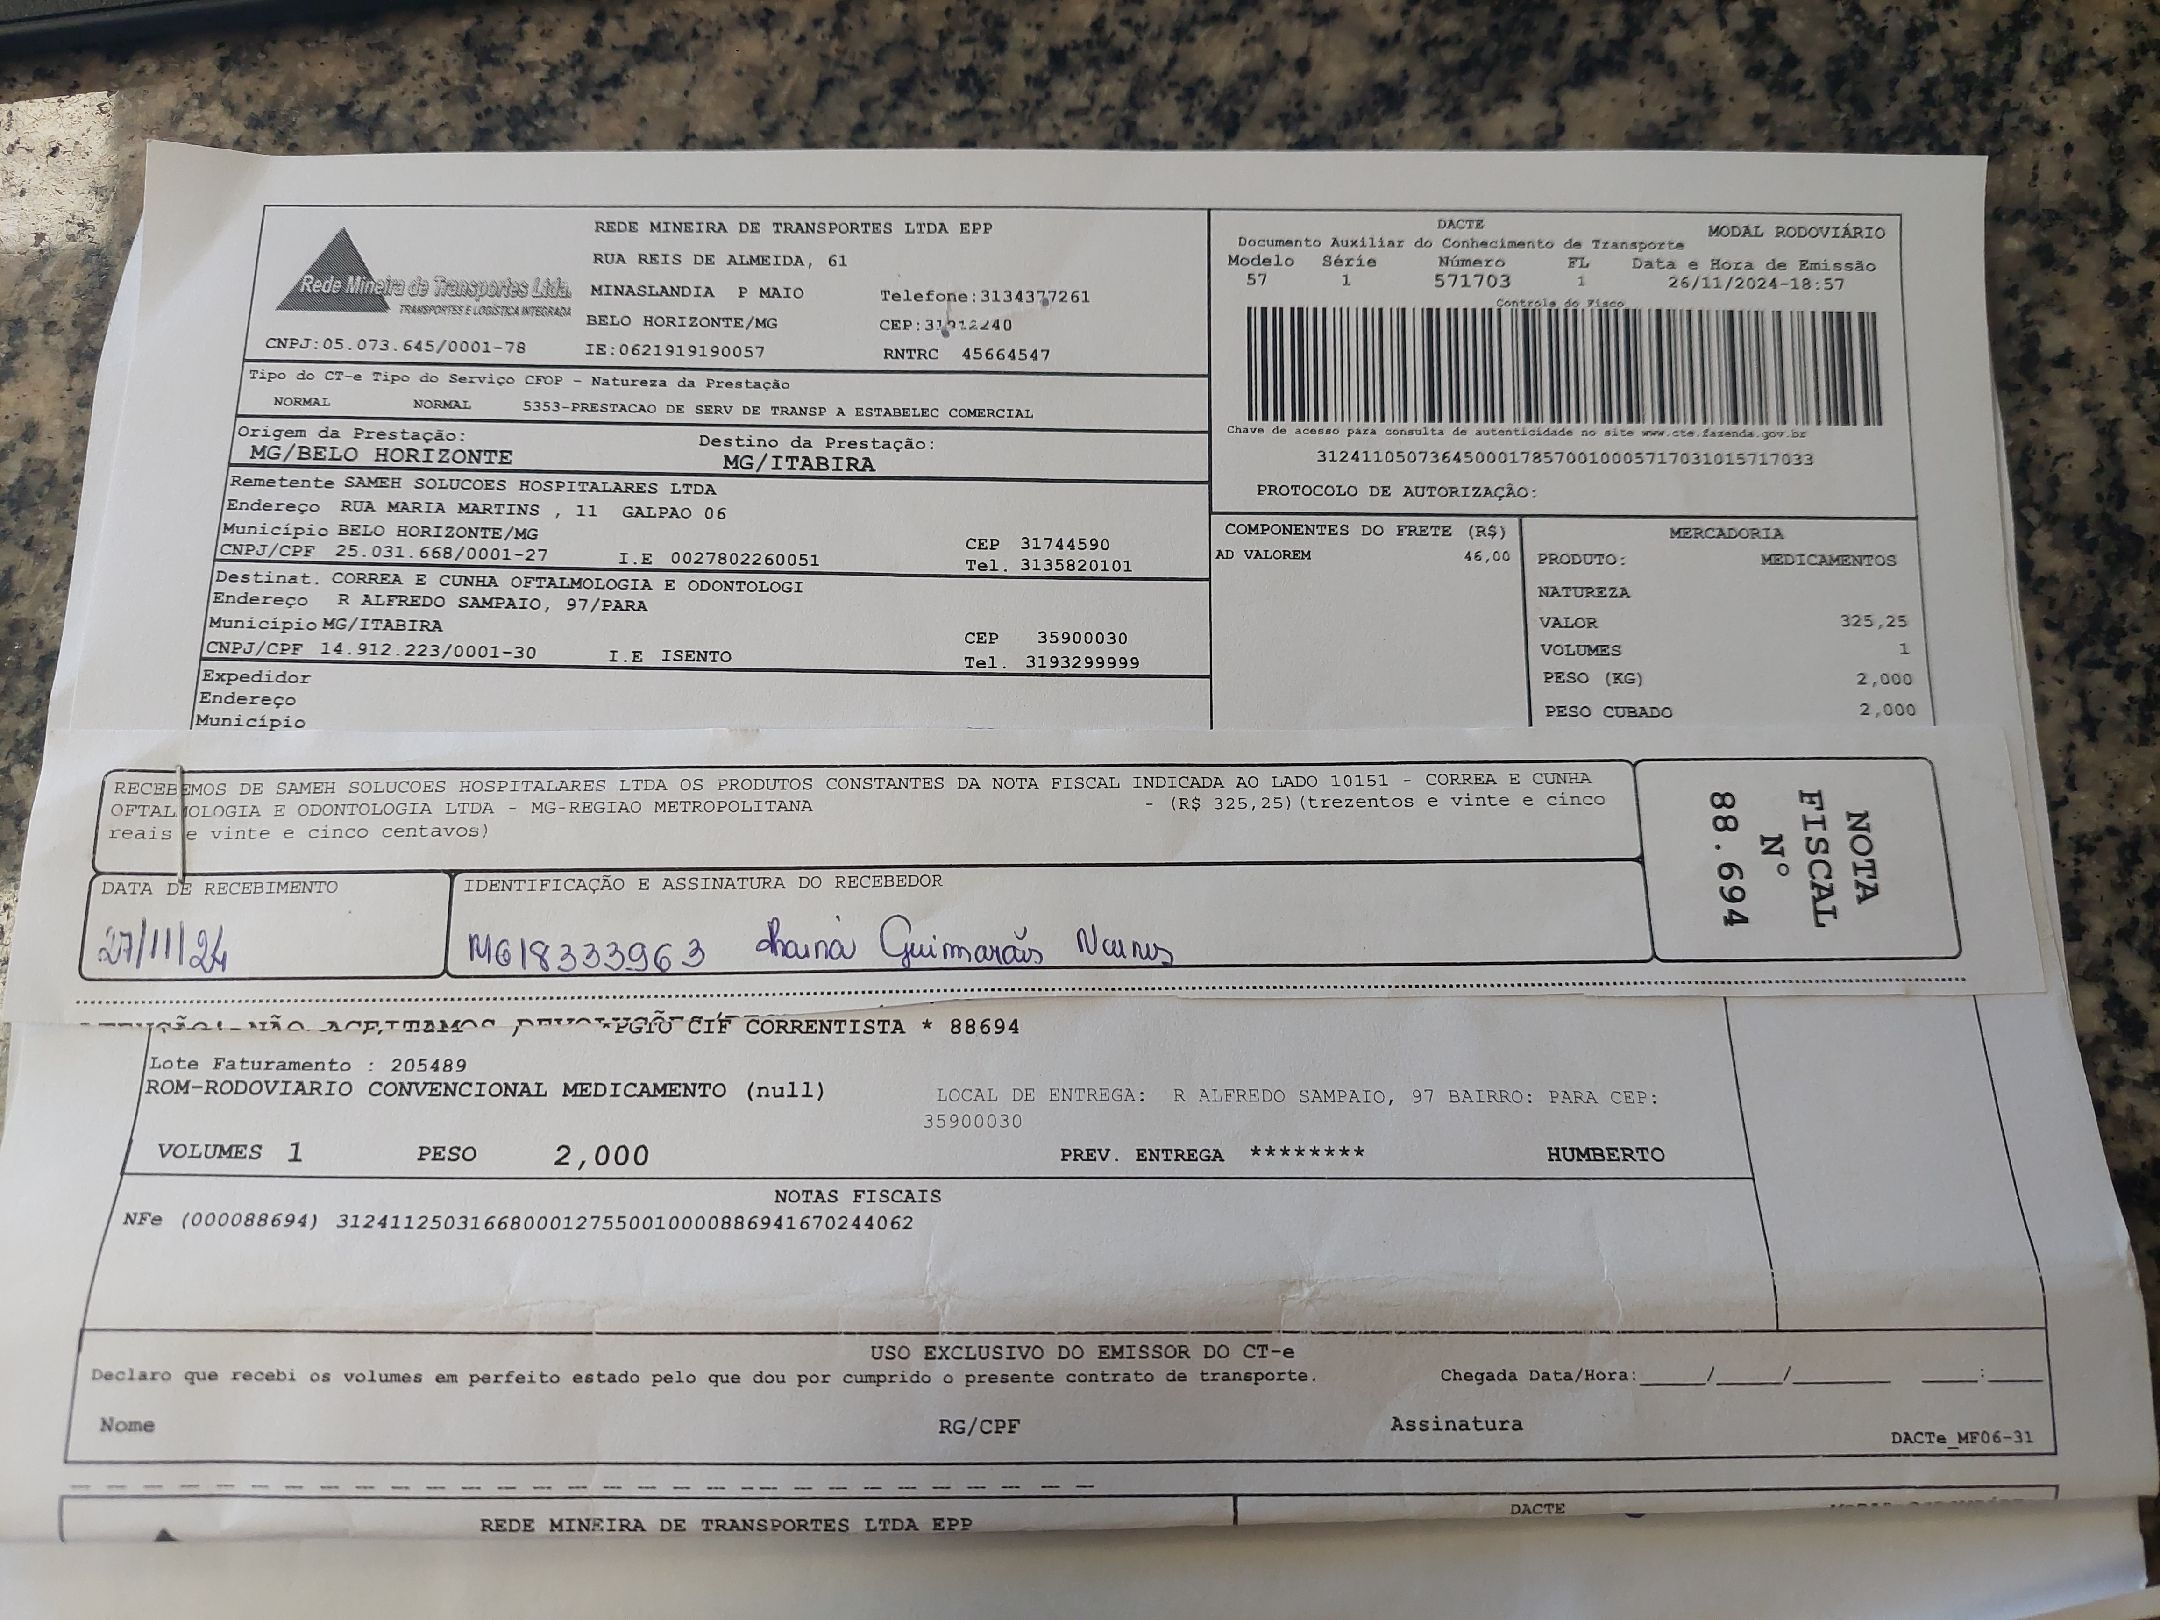 REDE MINEIRA DE TRANSPORTES LTDA EPP
RUA REIS DE ALMEIDA, 61
MINASLANDIA P MAIO Telefone:3134377261
BELO HORIZONTE/MG CEP:31012240
CNPJ:05.073.645/0001-78 IE:0621919190057 RNTRC 45664547
Rede Mineira de Transportes Ltda.
TRANSPORTES E LOGÍSTICA INTEGRADA
DACTE MODAL RODOVIÁRIO
Documento Auxiliar do Conhecimento de Transporte
Modelo Série Número FL Data e Hora de Emissão
57 1 571703 1 26/11/2024-18:57
Controle do Fisco
Chave de acesso para consulta de autenticidade no site www.cte.fazenda.gov.br
31241105073645000178570010005717031015717033
PROTOCOLO DE AUTORIZAÇÃO:
Tipo do CT-e Tipo do Serviço CFOP - Natureza da Prestação
NORMAL NORMAL 5353-PRESTACAO DE SERV DE TRANSP A ESTABELEC COMERCIAL
Origem da Prestação: Destino da Prestação:
MG/BELO HORIZONTE MG/ITABIRA
Remetente SAMEH SOLUCOES HOSPITALARES LTDA
Endereço RUA MARIA MARTINS , 11 GALPAO 06
Município BELO HORIZONTE/MG CEP 31744590
CNPJ/CPF 25.031.668/0001-27 I.E 0027802260051 Tel. 3135820101
Destinat. CORREA E CUNHA OFTALMOLOGIA E ODONTOLOGI
Endereço R ALFREDO SAMPAIO, 97/PARA
Município MG/ITABIRA CEP 35900030
CNPJ/CPF 14.912.223/0001-30 I.E ISENTO Tel. 3193299999
Expedidor
Endereço
Município
COMPONENTES DO FRETE (R$)
AD VALOREM 46,00
MERCADORIA
PRODUTO: MEDICAMENTOS
NATUREZA
VALOR 325,25
VOLUMES 1
PESO (KG) 2,000
PESO CUBADO 2,000
RECEBEMOS DE SAMEH SOLUCOES HOSPITALARES LTDA OS PRODUTOS CONSTANTES DA NOTA FISCAL INDICADA AO LADO 10151 - CORREA E CUNHA
OFTALMOLOGIA E ODONTOLOGIA LTDA - MG-REGIAO METROPOLITANA - (R$ 325,25) (trezentos e vinte e cinco
reais e vinte e cinco centavos)
DATA DE RECEBIMENTO IDENTIFICAÇÃO E ASSINATURA DO RECEBEDOR
27/11/24 MG18333963 Guimarães
NOTA
FISCAL
Nº
88.694
ATENÇÃO!-NÃO ACEITAMOS *PGTO CIF CORRENTISTA * 88694
Lote Faturamento : 205489
ROM-RODOVIARIO CONVENCIONAL MEDICAMENTO (null)
LOCAL DE ENTREGA: R ALFREDO SAMPAIO, 97 BAIRRO: PARA CEP:
35900030
VOLUMES 1 PESO 2,000 PREV. ENTREGA ******** HUMBERTO
NOTAS FISCAIS
NFe (000088694) 31241125031668000127550010000886941670244062
USO EXCLUSIVO DO EMISSOR DO CT-e
Declaro que recebi os volumes em perfeito estado pelo que dou por cumprido o presente contrato de transporte. Chegada Data/Hora:_____/_____/_______ ____:____
Nome RG/CPF Assinatura
DACTe_MF06-31
REDE MINEIRA DE TRANSPORTES LTDA EPP DACTE